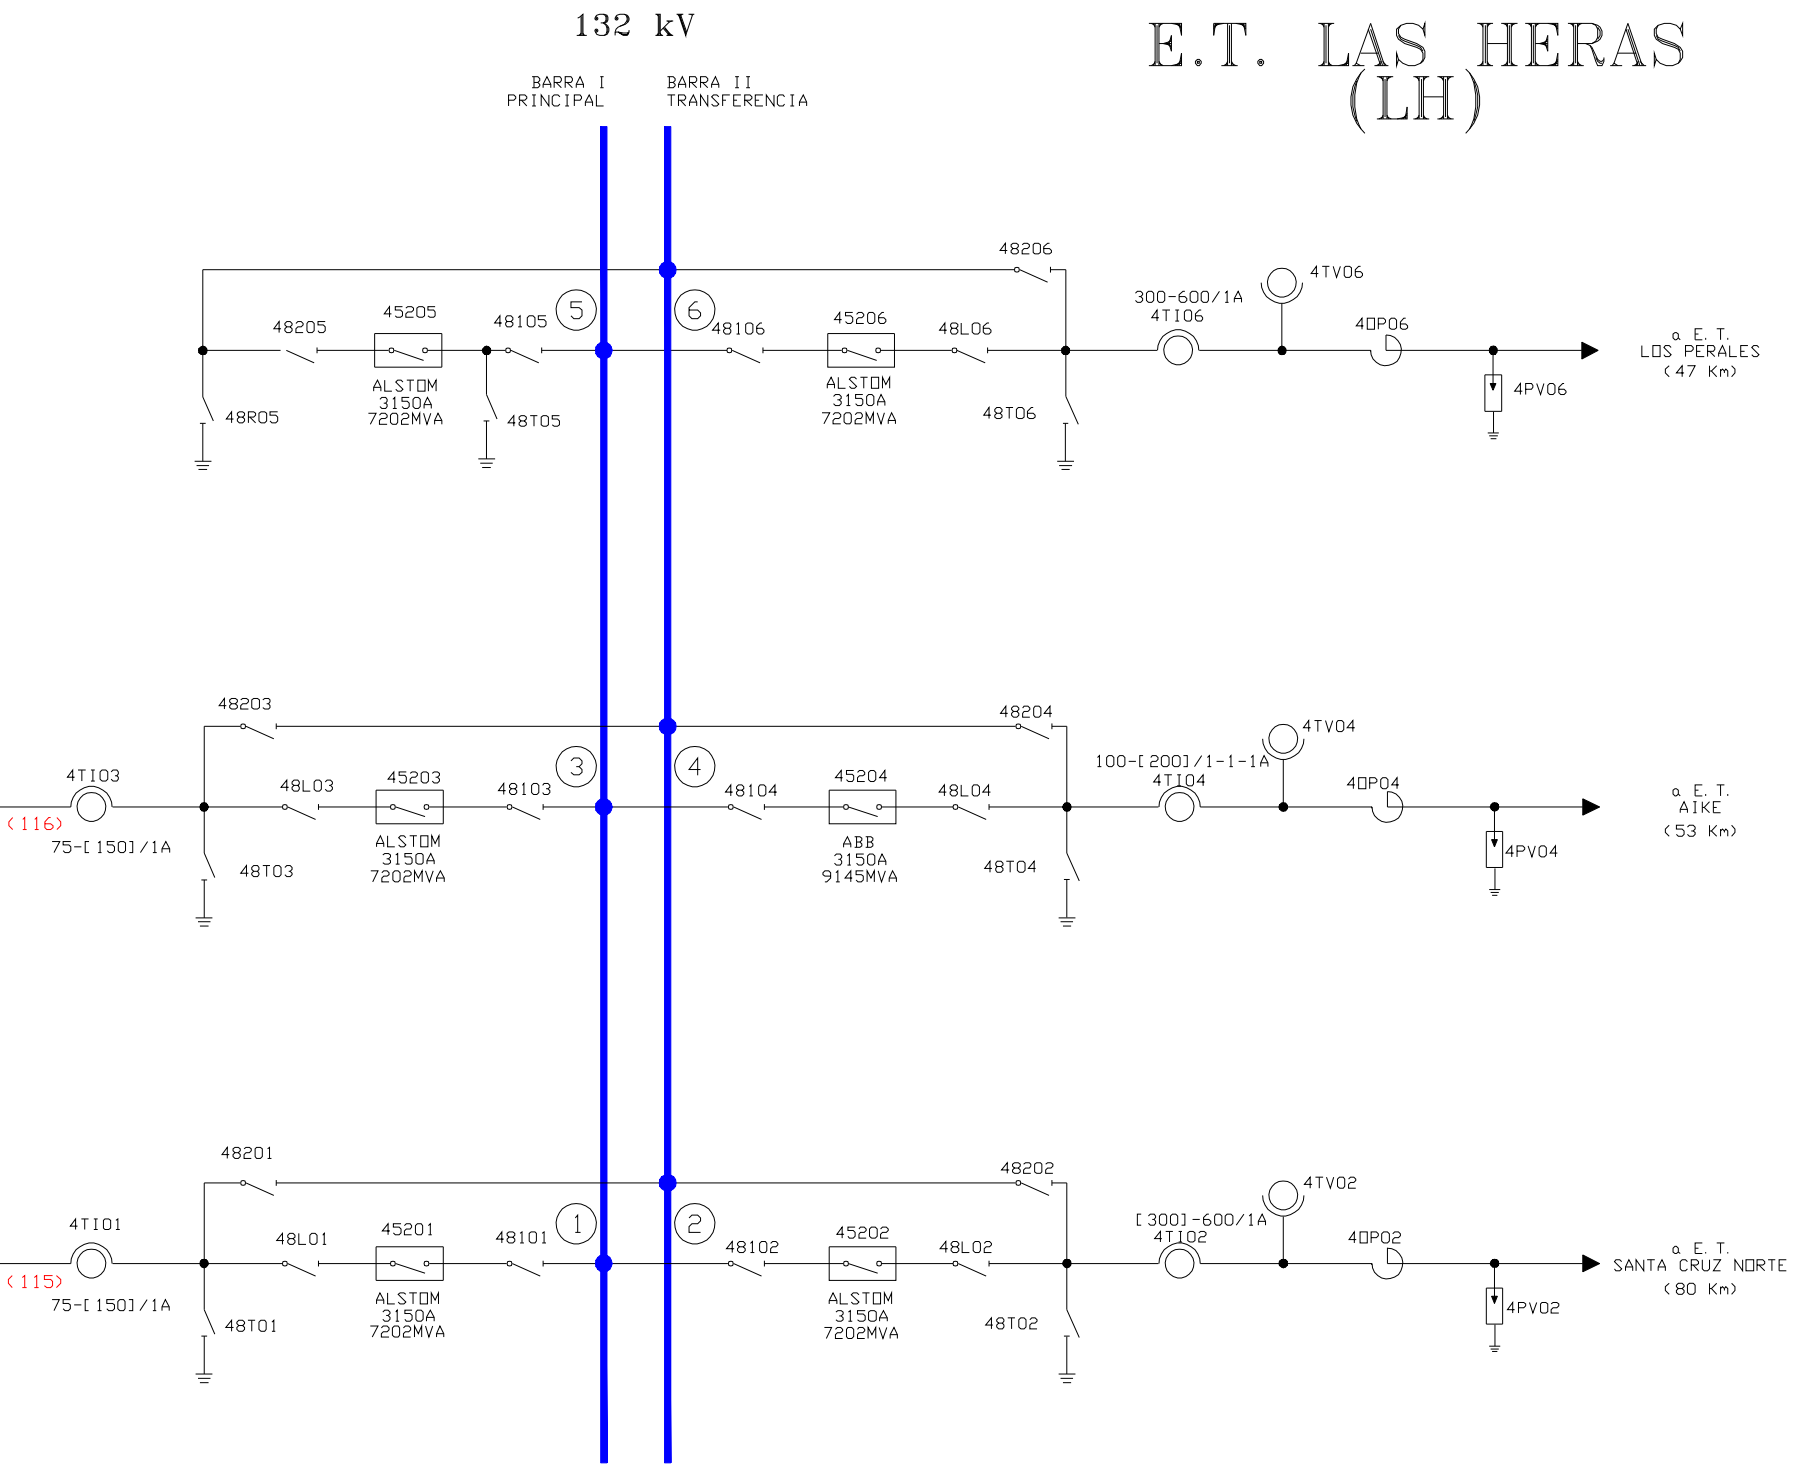 132 kV
E.T. LAS HERAS
(LH)
BARRA I
PRINCIPAL
BARRA II
TRANSFERENCIA
48206
4TV06
300-600/1A
4TI06
5
6
45205
48205
48105
48106
45206
48L06
4OP06
a E. T.
LOS PERALES
(47 Km)
ALSTOM
3150A
7202MVA
ALSTOM
3150A
7202MVA
48R05
48T05
48T06
4PV06
48203
48204
4TV04
3
4
100-[200]/1-1-1A
4TI04
4TI03
48L03
45203
48103
48104
45204
48L04
4OP04
a E. T.
AIKE
(53 Km)
(116)
75-[150]/1A
ALSTOM
3150A
7202MVA
ABB
3150A
9145MVA
48T03
48T04
4PV04
48201
48202
4TV02
1
2
[300]-600/1A
4TI02
4TI01
48L01
45201
48101
48102
45202
48L02
4OP02
a E. T.
SANTA CRUZ NORTE
(80 Km)
(115)
75-[150]/1A
ALSTOM
3150A
7202MVA
ALSTOM
3150A
7202MVA
48T01
48T02
4PV02